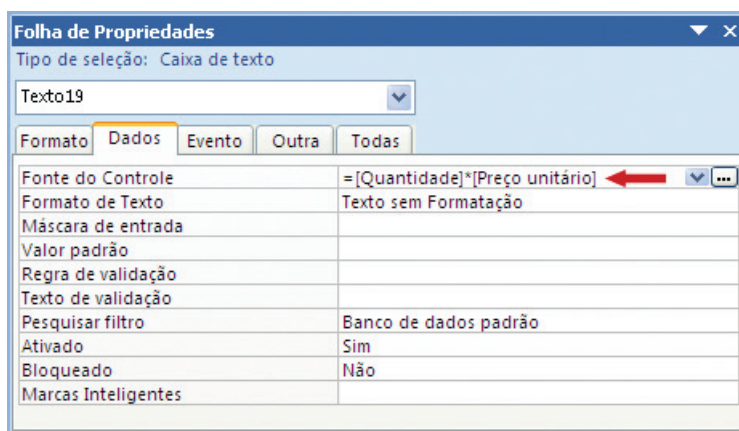 Folha de Propriedades
Tipo de seleção: Caixa de texto
Texto19
Formato Dados Evento Outra Todas
Fonte do Controle =[Quantidade]*[Preço unitário] ...
Formato de Texto Texto sem Formatação
Máscara de entrada
Valor padrão
Regra de validação
Texto de validação
Pesquisar filtro Banco de dados padrão
Ativado Sim
Bloqueado Não
Marcas Inteligentes